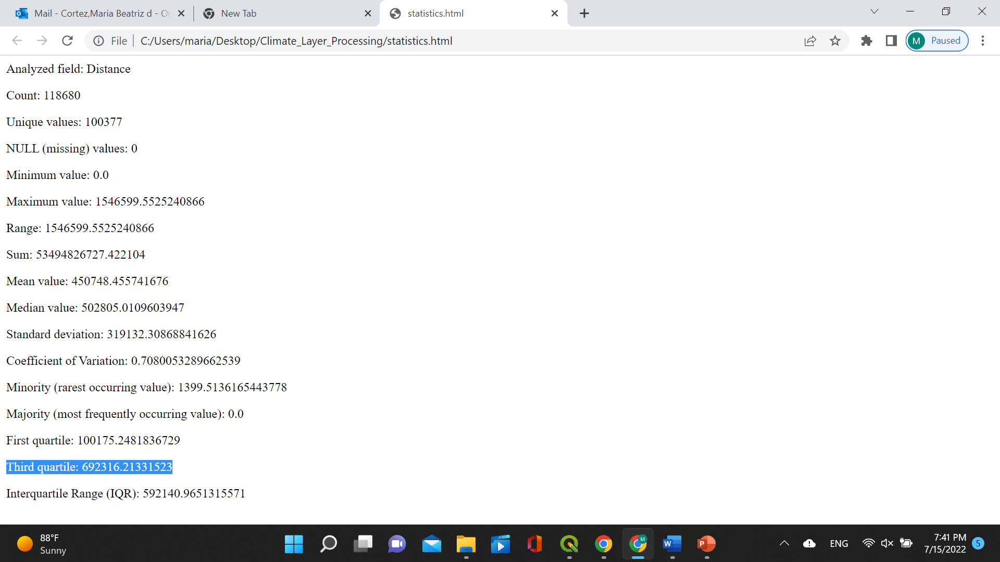 Mail - Cortez,Maria Beatriz d - Ou
New Tab
statistics.html
File
C:/Users/maria/Desktop/Climate_Layer_Processing/statistics.html
M
Paused
Analyzed field: Distance
Count: 118680
Unique values: 100377
NULL (missing) values: 0
Minimum value: 0.0
Maximum value: 1546599.5525240866
Range: 1546599.5525240866
Sum: 53494826727.422104
Mean value: 450748.455741676
Median value: 502805.0109603947
Standard deviation: 319132.30868841626
Coefficient of Variation: 0.7080053289662539
Minority (rarest occurring value): 1399.5136165443778
Majority (most frequently occurring value): 0.0
First quartile: 100175.2481836729
Third quartile: 692316.21331523
Interquartile Range (IQR): 592140.9651315571
88°F
Sunny
M
W
P
ENG
7:41 PM
7/15/2022
5